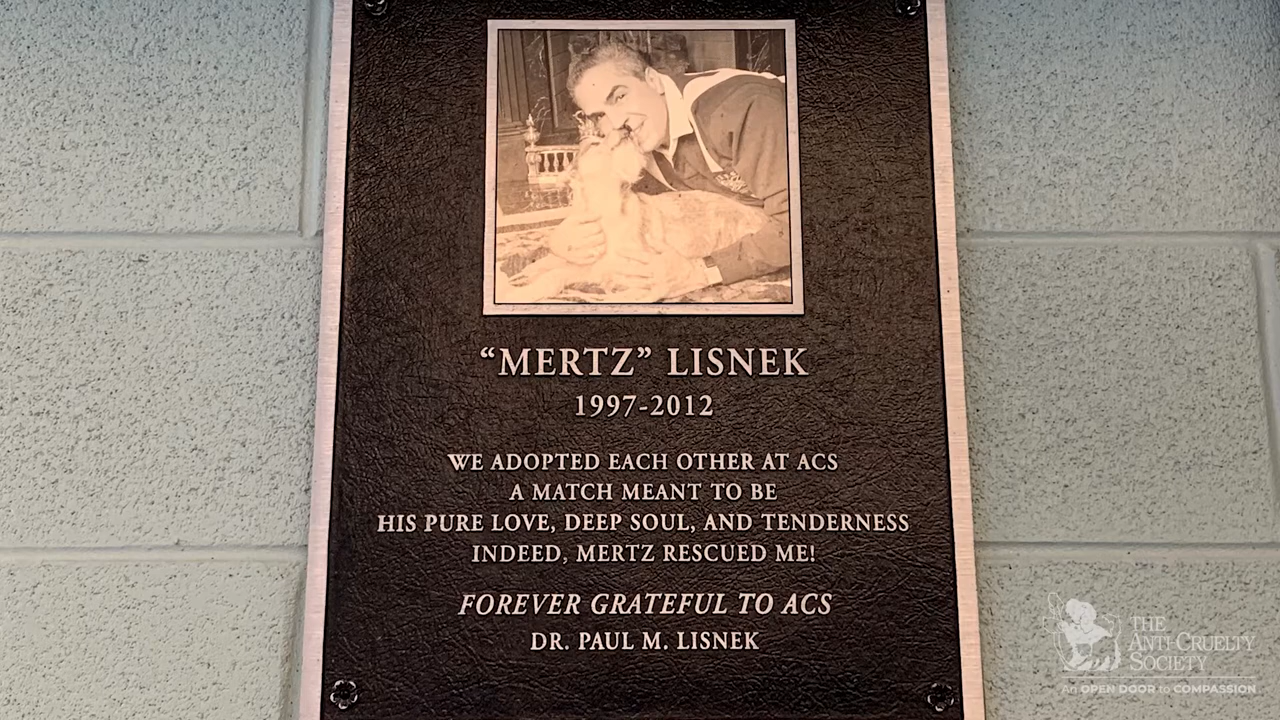 “MERTZ” LISNEK
1997-2012
WE ADOPTED EACH OTHER AT ACS
A MATCH MEANT TO BE
HIS PURE LOVE, DEEP SOUL, AND TENDERNESS
INDEED, MERTZ RESCUED ME!
FOREVER GRATEFUL TO ACS
DR. PAUL M. LISNEK
THE
ANTI-CRUELTY
SOCIETY
An OPEN DOOR to COMPASSION